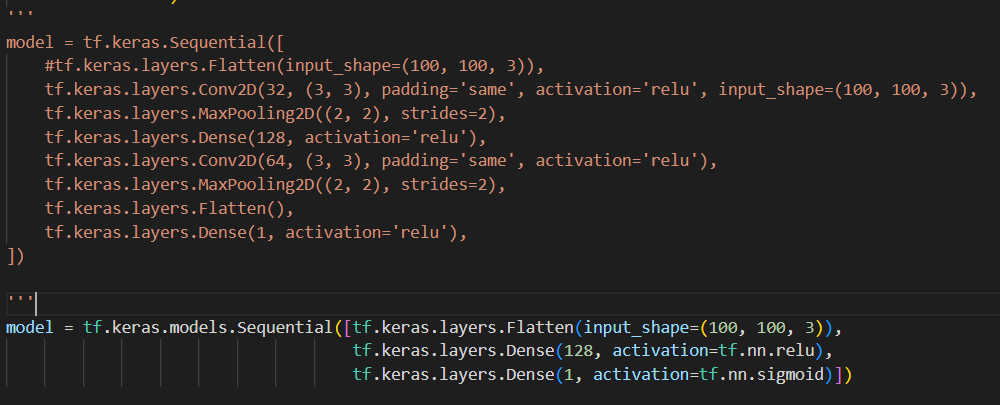 '''
model = tf.keras.Sequential([
    #tf.keras.layers.Flatten(input_shape=(100, 100, 3)),
    tf.keras.layers.Conv2D(32, (3, 3), padding='same', activation='relu', input_shape=(100, 100, 3)),
    tf.keras.layers.MaxPooling2D((2, 2), strides=2),
    tf.keras.layers.Dense(128, activation='relu'),
    tf.keras.layers.Conv2D(64, (3, 3), padding='same', activation='relu'),
    tf.keras.layers.MaxPooling2D((2, 2), strides=2),
    tf.keras.layers.Flatten(),
    tf.keras.layers.Dense(1, activation='relu'),
])
'''
model = tf.keras.models.Sequential([tf.keras.layers.Flatten(input_shape=(100, 100, 3)),
                                    tf.keras.layers.Dense(128, activation=tf.nn.relu),
                                    tf.keras.layers.Dense(1, activation=tf.nn.sigmoid)])